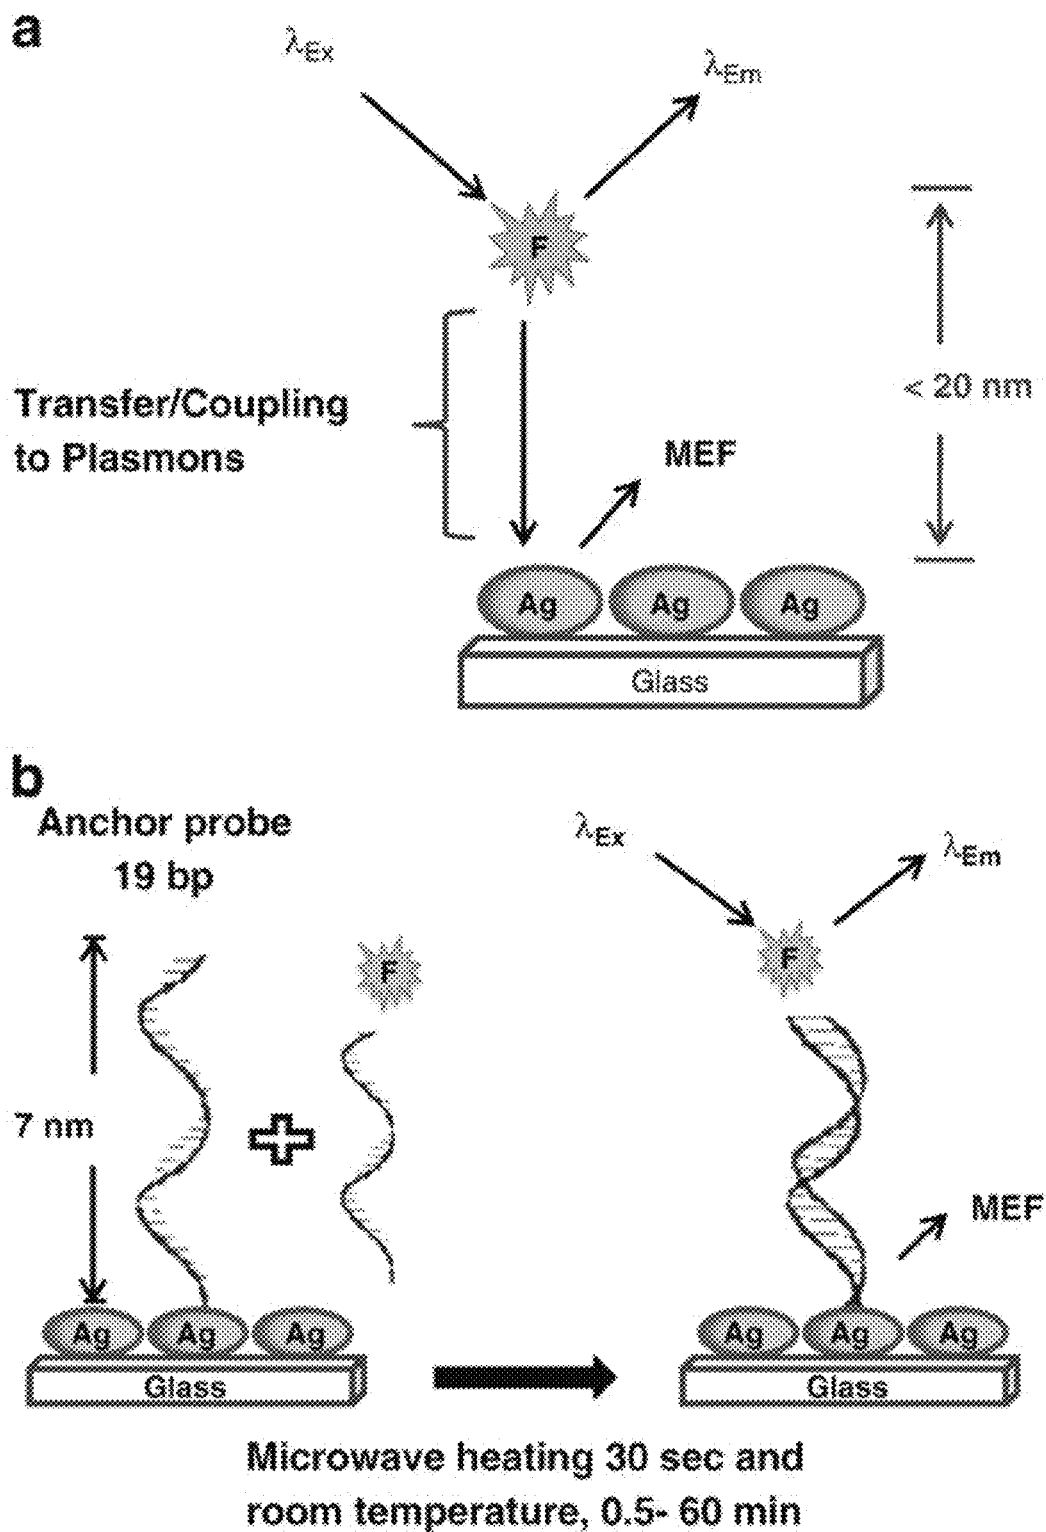 a
λEx
λEm
F
< 20 nm
Transfer/Coupling
to Plasmons
MEF
Ag Ag Ag
Glass
b
Anchor probe
19 bp
λEx
λEm
F
F
7 nm
MEF
Ag Ag Ag
Ag Ag Ag
Glass
Glass
Microwave heating 30 sec and
room temperature, 0.5- 60 min